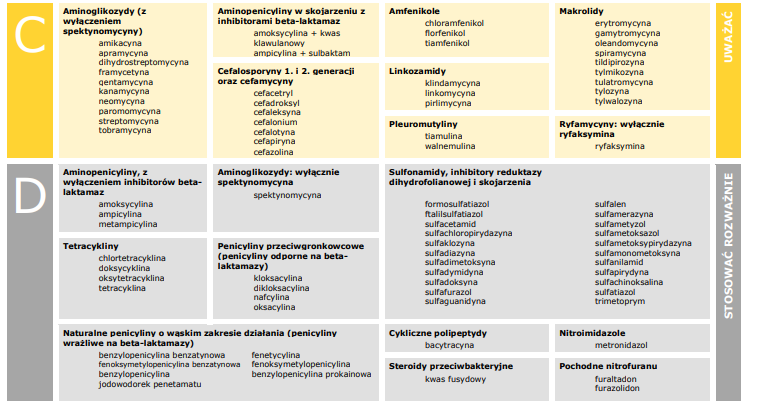 C
Aminoglikozydy (z
wyłączeniem
spektynomycyny)
amikacyna
apramycyna
dihydrostreptomycyna
framycetyna
gentamycyna
kanamycyna
neomycyna
paromomycyna
streptomycyna
tobramycyna
Aminopenicyliny w skojarzeniu z
inhibitorami beta-laktamaz
amoksycylina + kwas
klawulanowy
ampicylina + sulbaktam
Cefalosporyny 1. i 2. generacji
oraz cefamycyny
cefacetryl
cefadroksyl
cefaleksyna
cefalonium
cefalotyna
cefapiryna
cefazolina
Amfenikole
chloramfenikol
florfenikol
tiamfenikol
Linkozamidy
klindamycyna
linkomycyna
pirlimycyna
Pleuromutyliny
tiamulina
walnemulina
Makrolidy
erytromycyna
gamytromycyna
oleandomycyna
spiramycyna
tildipirozyna
tylmikozyna
tulatromycyna
tylozyna
tylwalozyna
Ryfamycyny: wyłącznie
ryfaksymina
ryfaksymina
UWAŻAĆ
D
Aminopenicyliny, z
wyłączeniem inhibitorów beta-
laktamaz
amoksycylina
ampicylina
metampicylina
Aminoglikozydy: wyłącznie
spektynomycyna
spektynomycyna
Sulfonamidy, inhibitory reduktazy
dihydrofolianowej i skojarzenia
formosulfatiazol
ftalilsulfatiazol
sulfacetamid
sulfachloropirydazyna
sulfaklozyna
sulfadiazyna
sulfadimetoksyna
sulfadymidyna
sulfadoksyna
sulfafurazol
sulfaguanidyna
sulfalen
sulfamerazyna
sulfametyzol
sulfametoksazol
sulfametoksypirydazyna
sulfamonometoksyna
sulfanilamid
sulfapirydyna
sulfachinoksalina
sulfatiazol
trimetoprym
Tetracykliny
chlortetracyklina
doksycyklina
oksytetracyklina
tetracyklina
Penicyliny przeciwgronkowcowe
(penicyliny odporne na beta-
laktamazy)
kloksacylina
dikloksacylina
nafcylina
oksacylina
Naturalne penicyliny o wąskim zakresie działania (penicyliny
wrażliwe na beta-laktamazy)
benzylopenicylina benzatynowa
fenoksymetylopenicylina benzatynowa
benzylopenicylina
jodowodorek penetamatu
fenetycylina
fenoksymetylopenicylina
benzylopenicylina prokainowa
Cykliczne polipeptydy
bacytracyna
Nitroimidazole
metronidazol
Steroidy przeciwbakteryjne
kwas fusydowy
Pochodne nitrofuranu
furaltadon
furazolidon
STOSOWAĆ ROZWAŻNIE